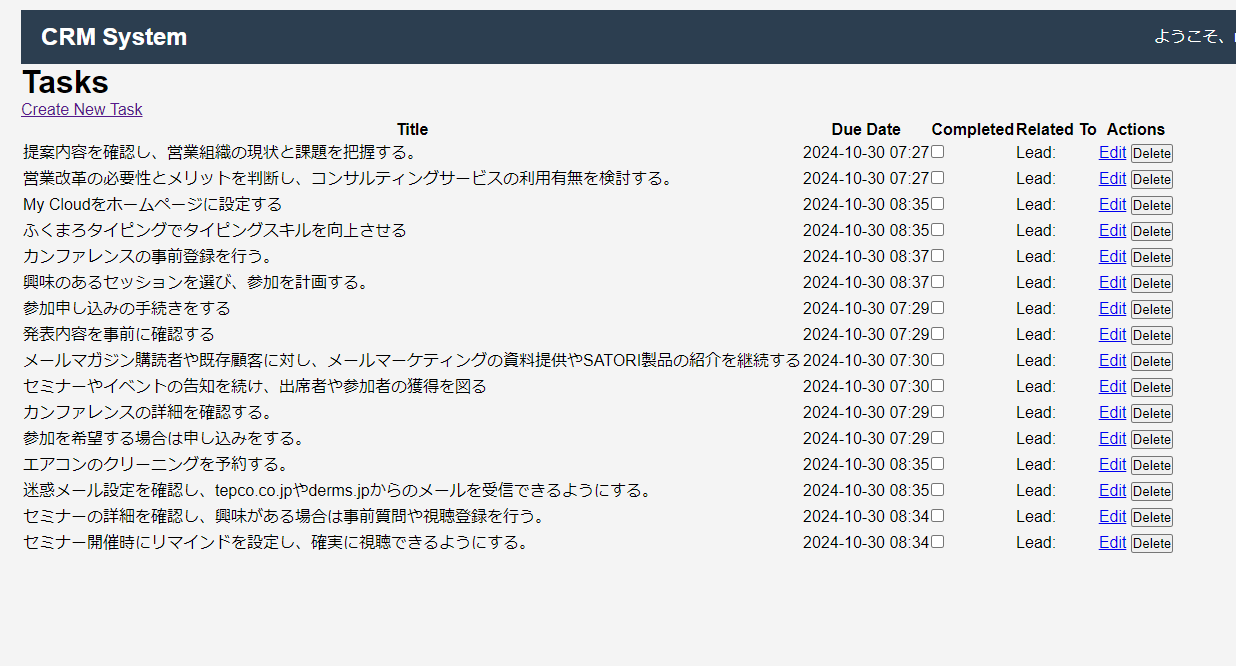 CRM System ようこそ、
Tasks
Create New Task
Title Due Date Completed Related To Actions
提案内容を確認し、営業組織の現状と課題を把握する。 2024-10-30 07:27 Lead: Edit Delete
営業改革の必要性とメリットを判断し、コンサルティングサービスの利用有無を検討する。 2024-10-30 07:27 Lead: Edit Delete
My Cloudをホームページに設定する 2024-10-30 08:35 Lead: Edit Delete
ふくまろタイピングでタイピングスキルを向上させる 2024-10-30 08:35 Lead: Edit Delete
カンファレンスの事前登録を行う。 2024-10-30 08:37 Lead: Edit Delete
興味のあるセッションを選び、参加を計画する。 2024-10-30 08:37 Lead: Edit Delete
参加申し込みの手続きをする 2024-10-30 07:29 Lead: Edit Delete
発表内容を事前に確認する 2024-10-30 07:29 Lead: Edit Delete
メールマガジン購読者や既存顧客に対し、メールマーケティングの資料提供やSATORI製品の紹介を継続する 2024-10-30 07:30 Lead: Edit Delete
セミナーやイベントの告知を続け、出席者や参加者の獲得を図る 2024-10-30 07:30 Lead: Edit Delete
カンファレンスの詳細を確認する。 2024-10-30 07:29 Lead: Edit Delete
参加を希望する場合は申し込みをする。 2024-10-30 07:29 Lead: Edit Delete
エアコンのクリーニングを予約する。 2024-10-30 08:35 Lead: Edit Delete
迷惑メール設定を確認し、tepco.co.jpやderms.jpからのメールを受信できるようにする。 2024-10-30 08:35 Lead: Edit Delete
セミナーの詳細を確認し、興味がある場合は事前質問や視聴登録を行う。 2024-10-30 08:34 Lead: Edit Delete
セミナー開催時にリマインドを設定し、確実に視聴できるようにする。 2024-10-30 08:34 Lead: Edit Delete